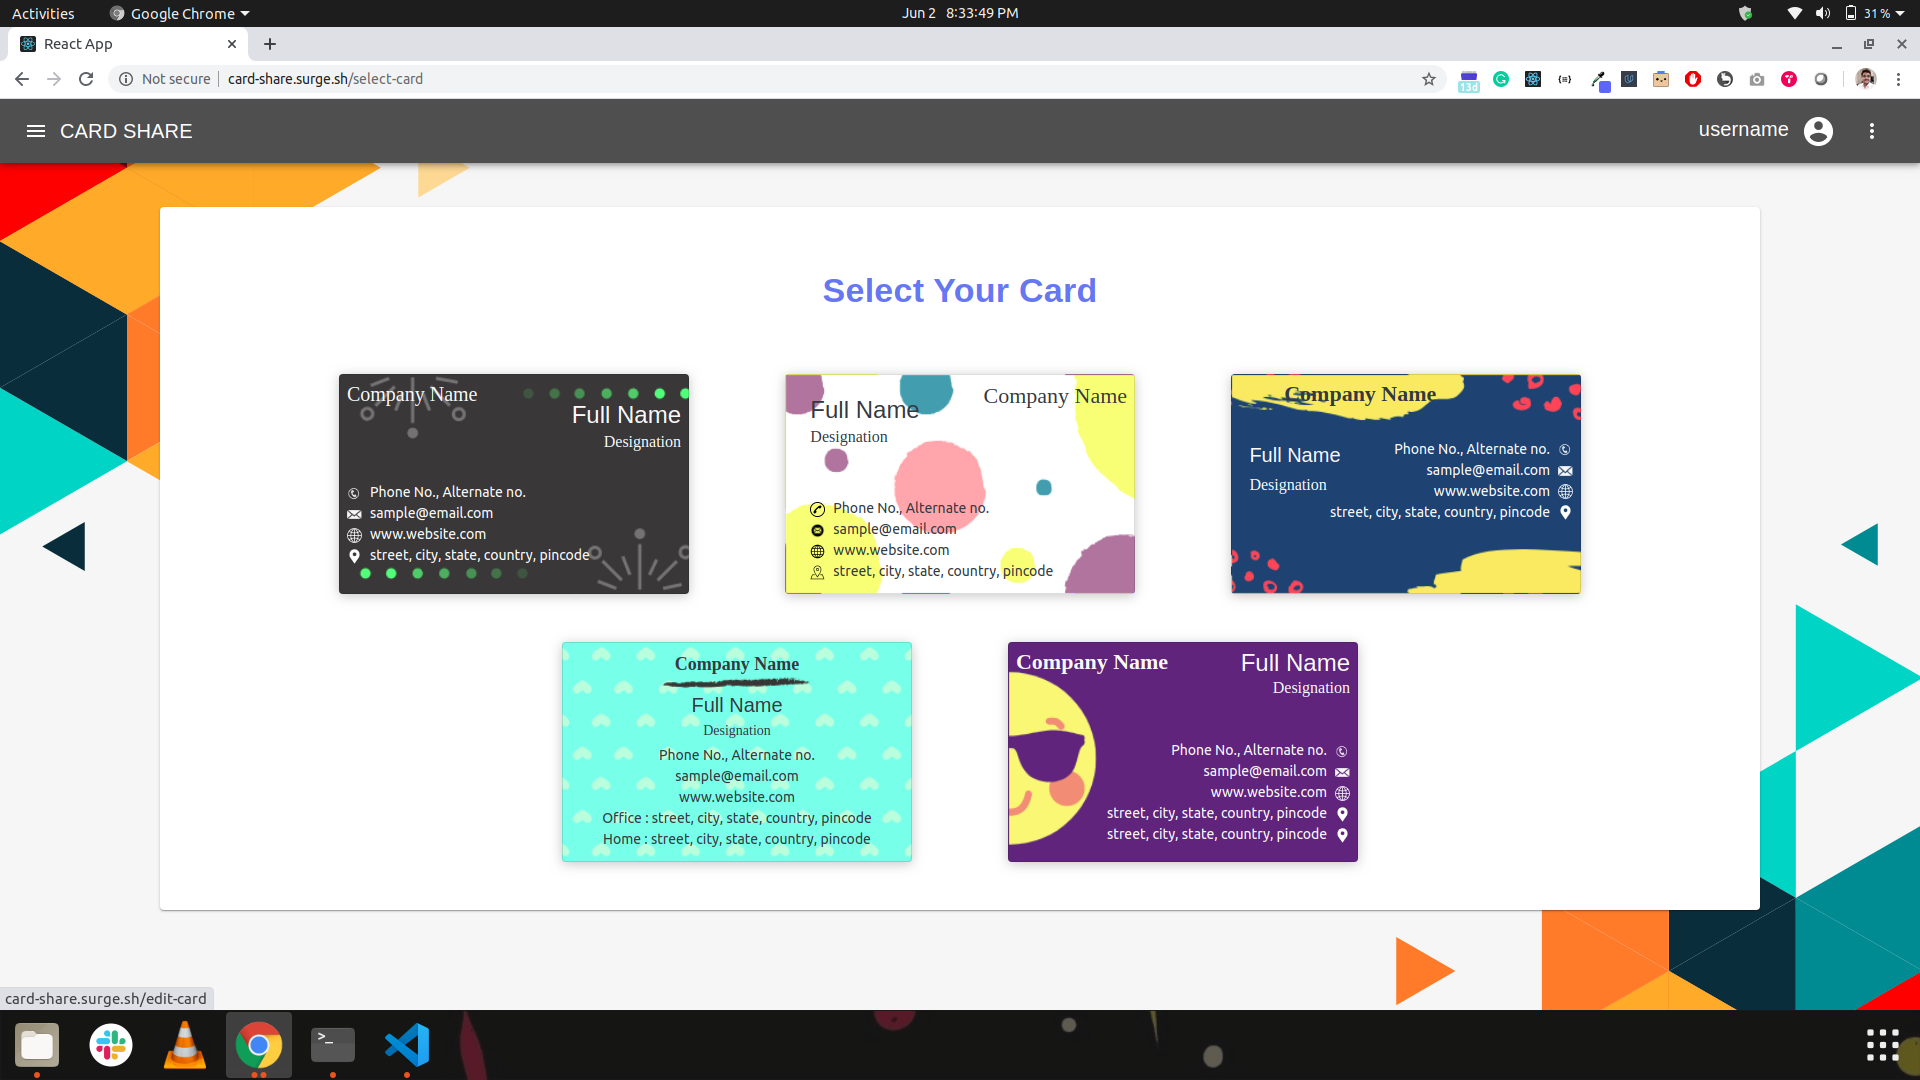 Activities
Google Chrome
Jun 2 8:33:49 PM
31 %
React App
Not secure
card-share.surge.sh/select-card
13d
CARD SHARE
username
Select Your Card
Company Name
Full Name
Designation
Phone No., Alternate no.
sample@email.com
www.website.com
street, city, state, country, pincode
Company Name
Full Name
Designation
Phone No., Alternate no.
sample@email.com
www.website.com
street, city, state, country, pincode
Company Name
Full Name
Designation
Phone No., Alternate no.
sample@email.com
www.website.com
street, city, state, country, pincode
Company Name
Full Name
Designation
Phone No., Alternate no.
sample@email.com
www.website.com
Office : street, city, state, country, pincode
Home : street, city, state, country, pincode
Company Name
Full Name
Designation
Phone No., Alternate no.
sample@email.com
www.website.com
street, city, state, country, pincode
street, city, state, country, pincode
card-share.surge.sh/edit-card